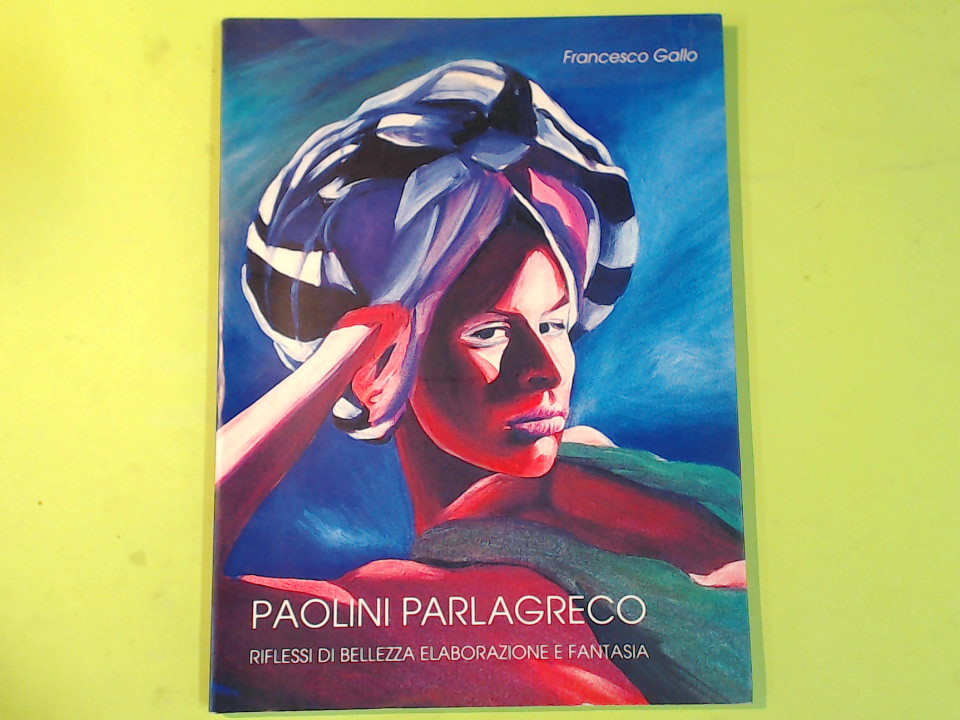 Francesco Gallo
PAOLINI PARLAGRECO
RIFLESSI DI BELLEZZA ELABORAZIONE E FANTASIA